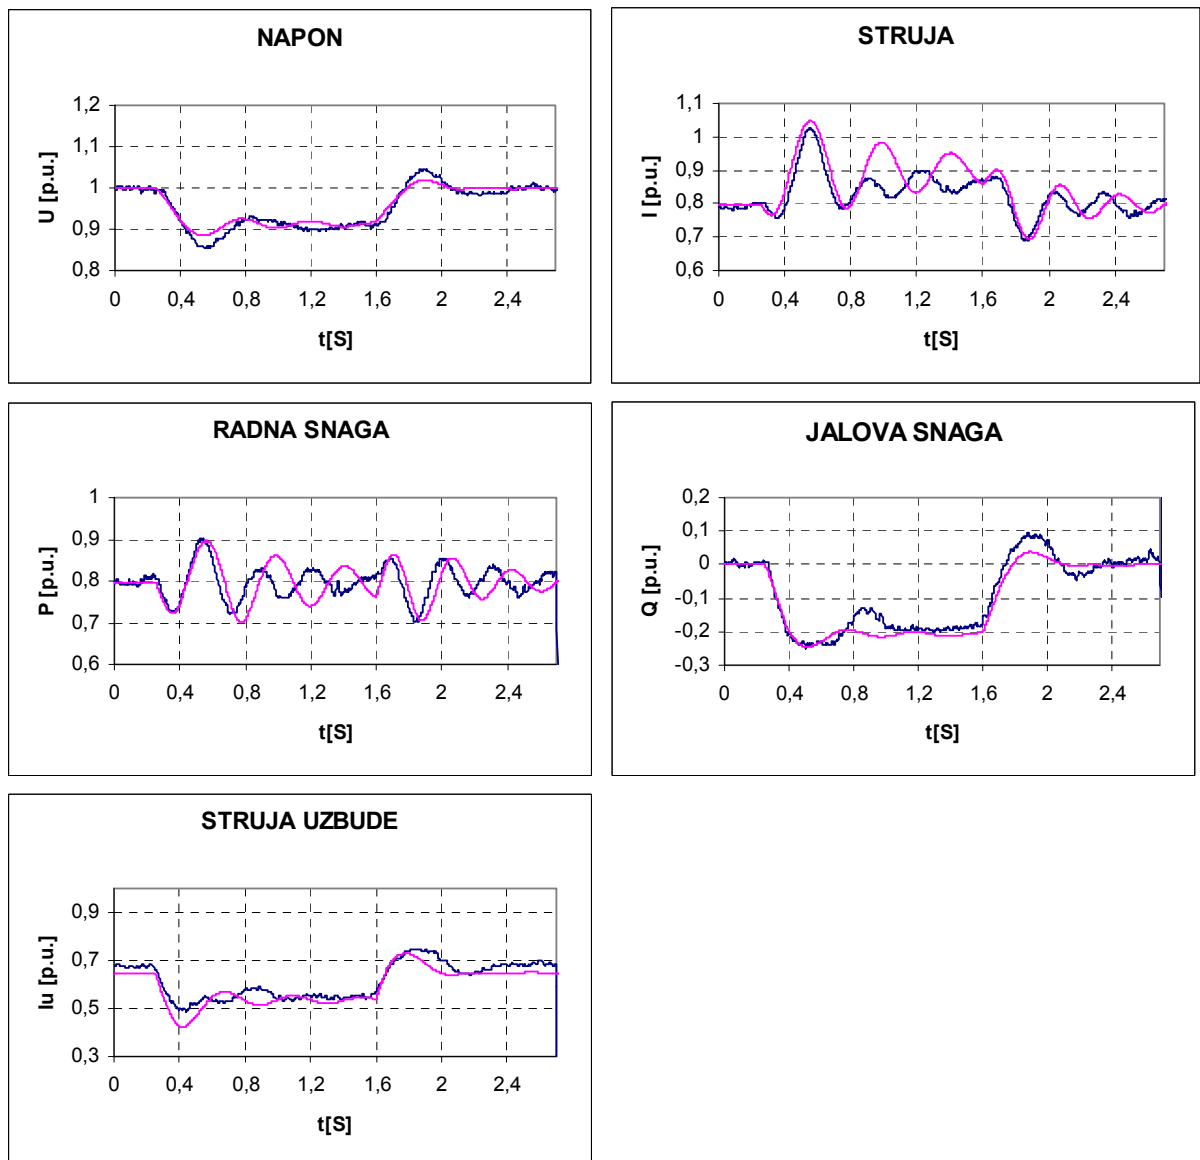 NAPON
1,2
1,1
1
0,9
0,8
U [p.u.]
0 0,4 0,8 1,2 1,6 2 2,4
t[S]
STRUJA
1,1
1
0,9
0,8
0,7
0,6
I [p.u.]
0 0,4 0,8 1,2 1,6 2 2,4
t[S]
RADNA SNAGA
1
0,9
0,8
0,7
0,6
P [p.u.]
0 0,4 0,8 1,2 1,6 2 2,4
t[S]
JALOVA SNAGA
0,2
0,1
0
-0,1
-0,2
-0,3
Q [p.u.]
0 0,4 0,8 1,2 1,6 2 2,4
t[S]
STRUJA UZBUDE
0,9
0,7
0,5
0,3
Iu [p.u.]
0 0,4 0,8 1,2 1,6 2 2,4
t[S]